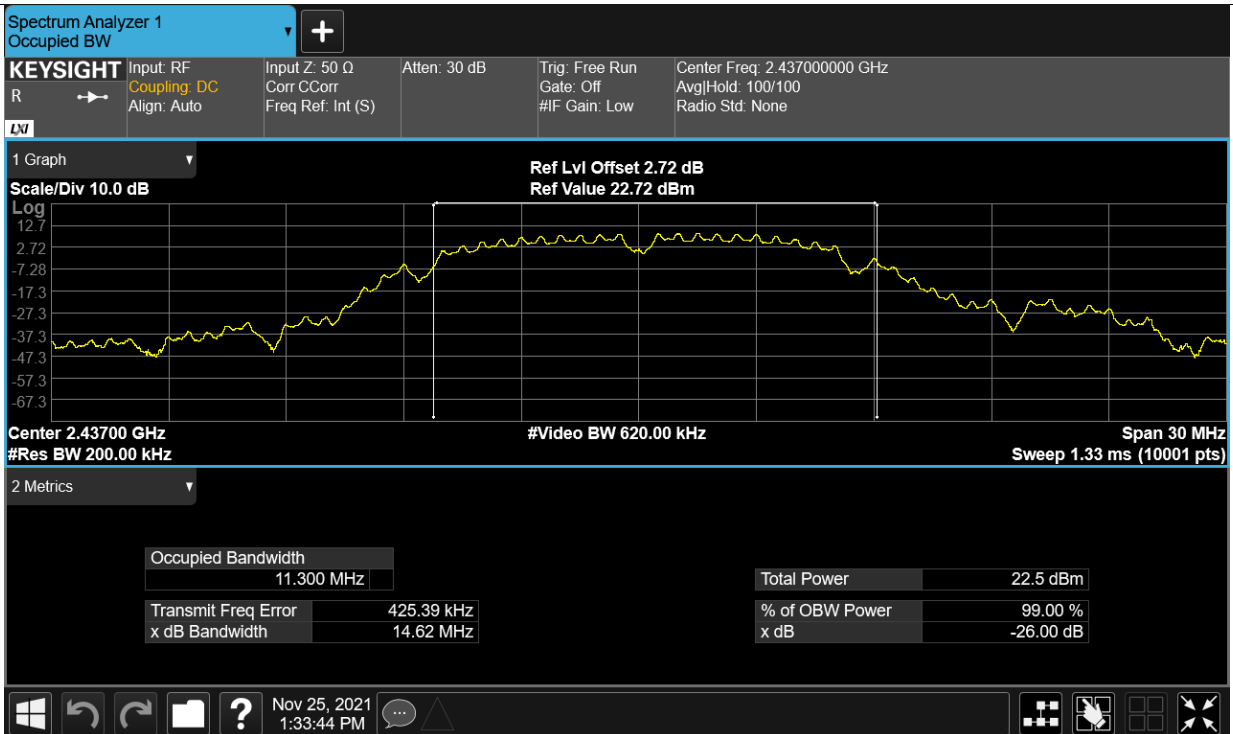 Spectrum Analyzer 1
Occupied BW
KEYSIGHT
R
LXI
Input: RF
Coupling: DC
Align: Auto
Input Z: 50 Ω
Corr CCorr
Freq Ref: Int (S)
Atten: 30 dB
Trig: Free Run
Gate: Off
#IF Gain: Low
Center Freq: 2.437000000 GHz
Avg|Hold: 100/100
Radio Std: None
1 Graph
Scale/Div 10.0 dB
Ref Lvl Offset 2.72 dB
Ref Value 22.72 dBm
Log
12.7
2.72
-7.28
-17.3
-27.3
-37.3
-47.3
-57.3
-67.3
Center 2.43700 GHz
#Video BW 620.00 kHz
Span 30 MHz
#Res BW 200.00 kHz
Sweep 1.33 ms (10001 pts)
2 Metrics
Occupied Bandwidth
11.300 MHz
Total Power 22.5 dBm
Transmit Freq Error 425.39 kHz
% of OBW Power 99.00 %
x dB Bandwidth 14.62 MHz
x dB -26.00 dB
Nov 25, 2021
1:33:44 PM